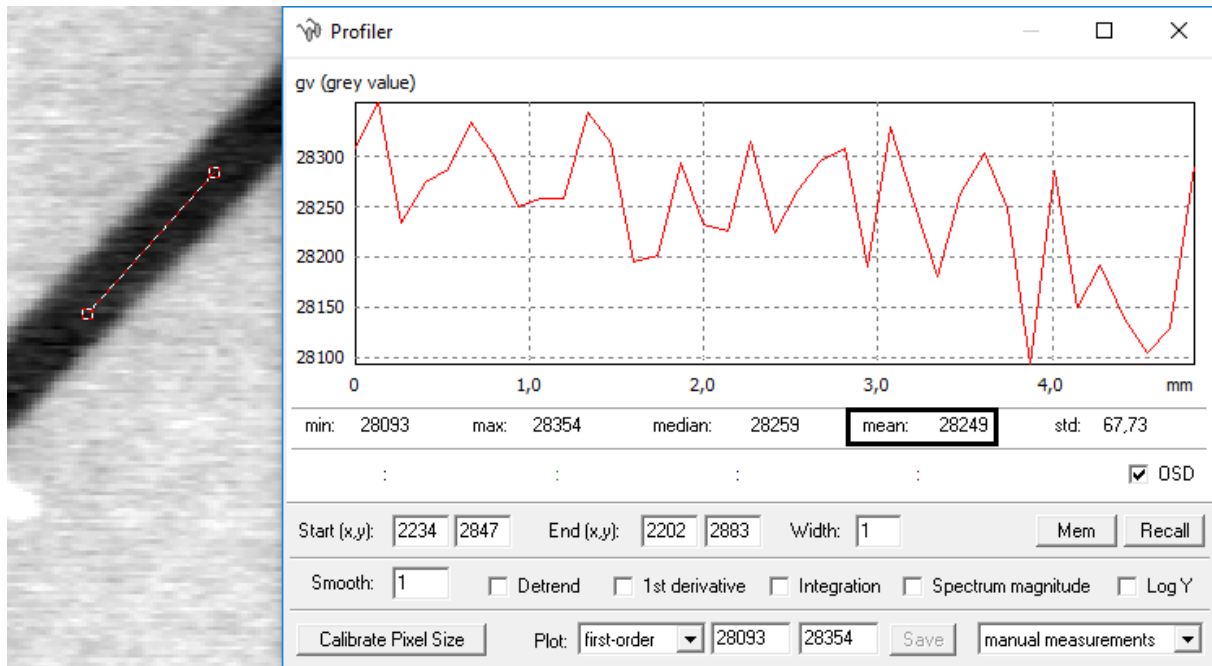 Profiler
gv (grey value)
28300
28250
28200
28150
28100
0 1,0 2,0 3,0 4,0 mm
min: 28093 max: 28354 median: 28259 mean: 28249 std: 67,73
: : : : OSD
Start (x,y): 2234 2847 End (x,y): 2202 2883 Width: 1 Mem Recall
Smooth: 1 Detrend 1st derivative Integration Spectrum magnitude Log Y
Calibrate Pixel Size Plot: first-order 28093 28354 Save manual measurements